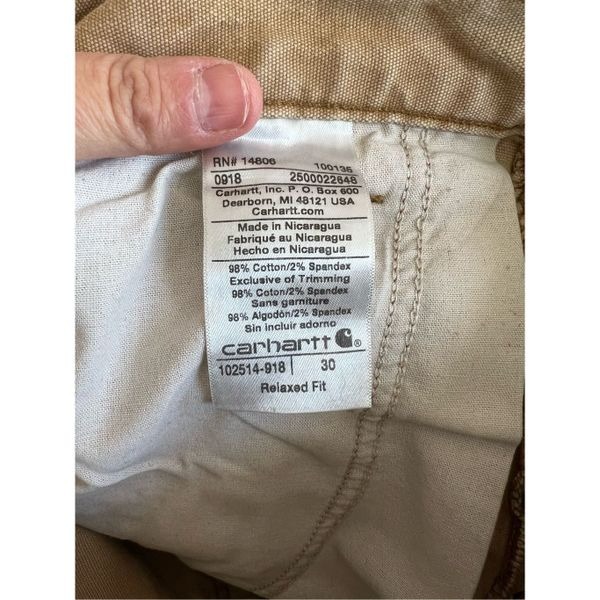 RN# 14806 100136
0918 2500022648
Carhartt, Inc. P. O. Box 600
Dearborn, MI 48121 USA
Carhartt.com
Made in Nicaragua
Fabriqué au Nicaragua
Hecho en Nicaragua
98% Cotton/2% Spandex
Exclusive of Trimming
98% Coton/2% Spandex
Sans garniture
98% Algodón/2% Spandex
Sin incluir adorno
carhartt ®
102514-918 30
Relaxed Fit